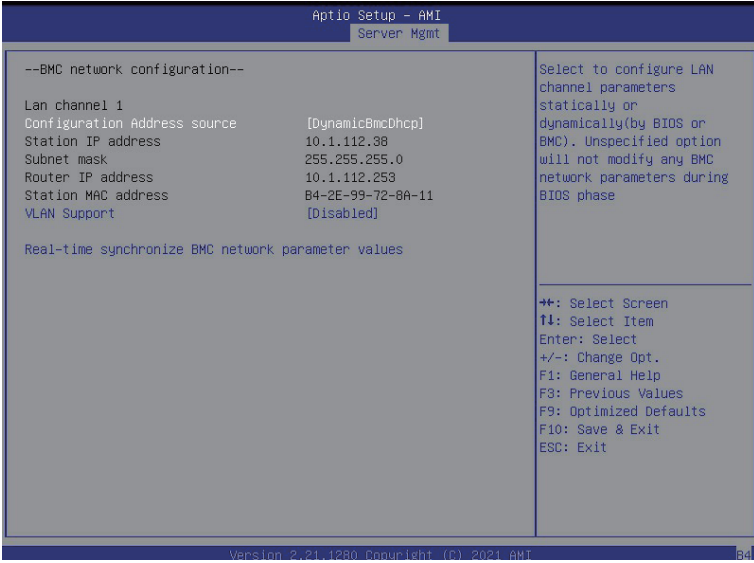 Aptio Setup – AMI
Server Mgmt
--BMC network configuration--
Lan channel 1
Configuration Address source [DynamicBmcDhcp]
Station IP address 10.1.112.38
Subnet mask 255.255.255.0
Router IP address 10.1.112.253
Station MAC address B4-2E-99-72-8A-11
VLAN Support [Disabled]
Real-time synchronize BMC network parameter values
Select to configure LAN
channel parameters
statically or
dynamically(by BIOS or
BMC). Unspecified option
will not modify any BMC
network parameters during
BIOS phase
→←: Select Screen
↑↓: Select Item
Enter: Select
+/-: Change Opt.
F1: General Help
F3: Previous Values
F9: Optimized Defaults
F10: Save & Exit
ESC: Exit
Version 2.21.1280 Copyright (C) 2021 AMI
B4